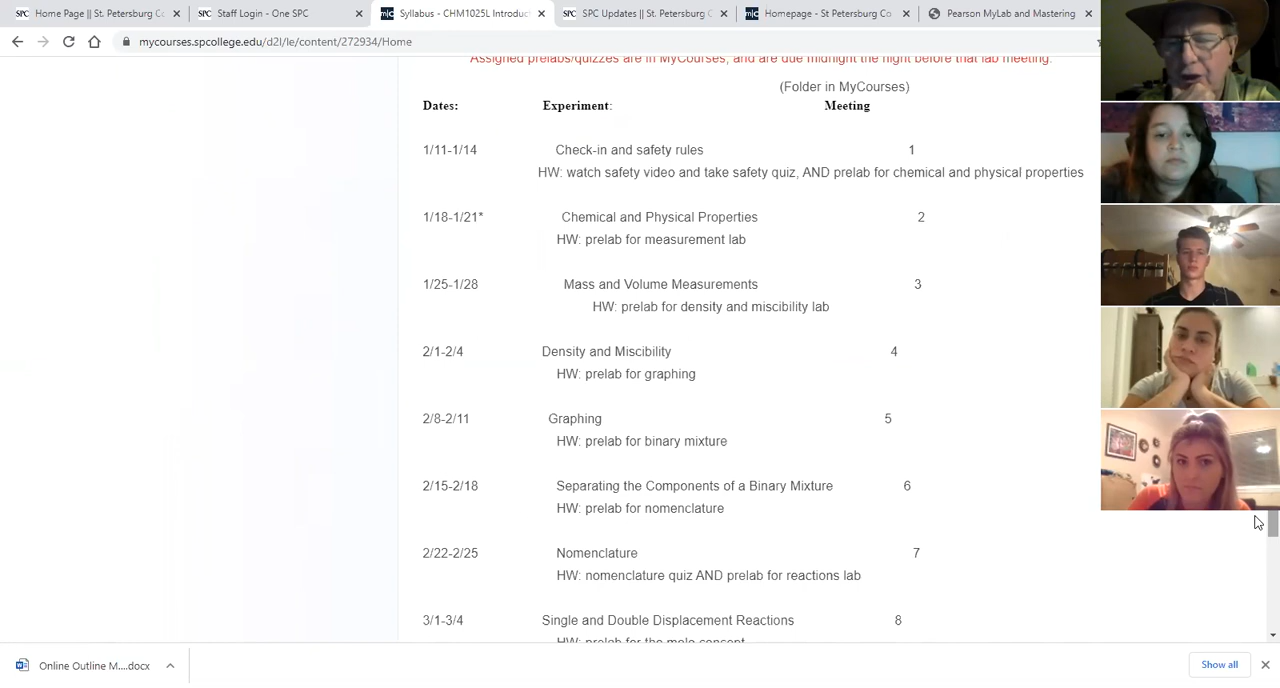 Home Page || St. Petersburg Co
Staff Login - One SPC
Syllabus - CHM1025L Introduct
SPC Updates || St. Petersburg C
Homepage - St Petersburg Co
Pearson MyLab and Mastering
mycourses.spcollege.edu/d2l/le/content/272934/Home
Assigned prelabs/quizzes are in MyCourses, and are due midnight the night before that lab meeting.
(Folder in MyCourses)
Dates: Experiment: Meeting
1/11-1/14 Check-in and safety rules 1
HW: watch safety video and take safety quiz, AND prelab for chemical and physical properties
1/18-1/21* Chemical and Physical Properties 2
HW: prelab for measurement lab
1/25-1/28 Mass and Volume Measurements 3
HW: prelab for density and miscibility lab
2/1-2/4 Density and Miscibility 4
HW: prelab for graphing
2/8-2/11 Graphing 5
HW: prelab for binary mixture
2/15-2/18 Separating the Components of a Binary Mixture 6
HW: prelab for nomenclature
2/22-2/25 Nomenclature 7
HW: nomenclature quiz AND prelab for reactions lab
3/1-3/4 Single and Double Displacement Reactions 8
HW: prelab for the mole concept
Online Outline M....docx
Show all